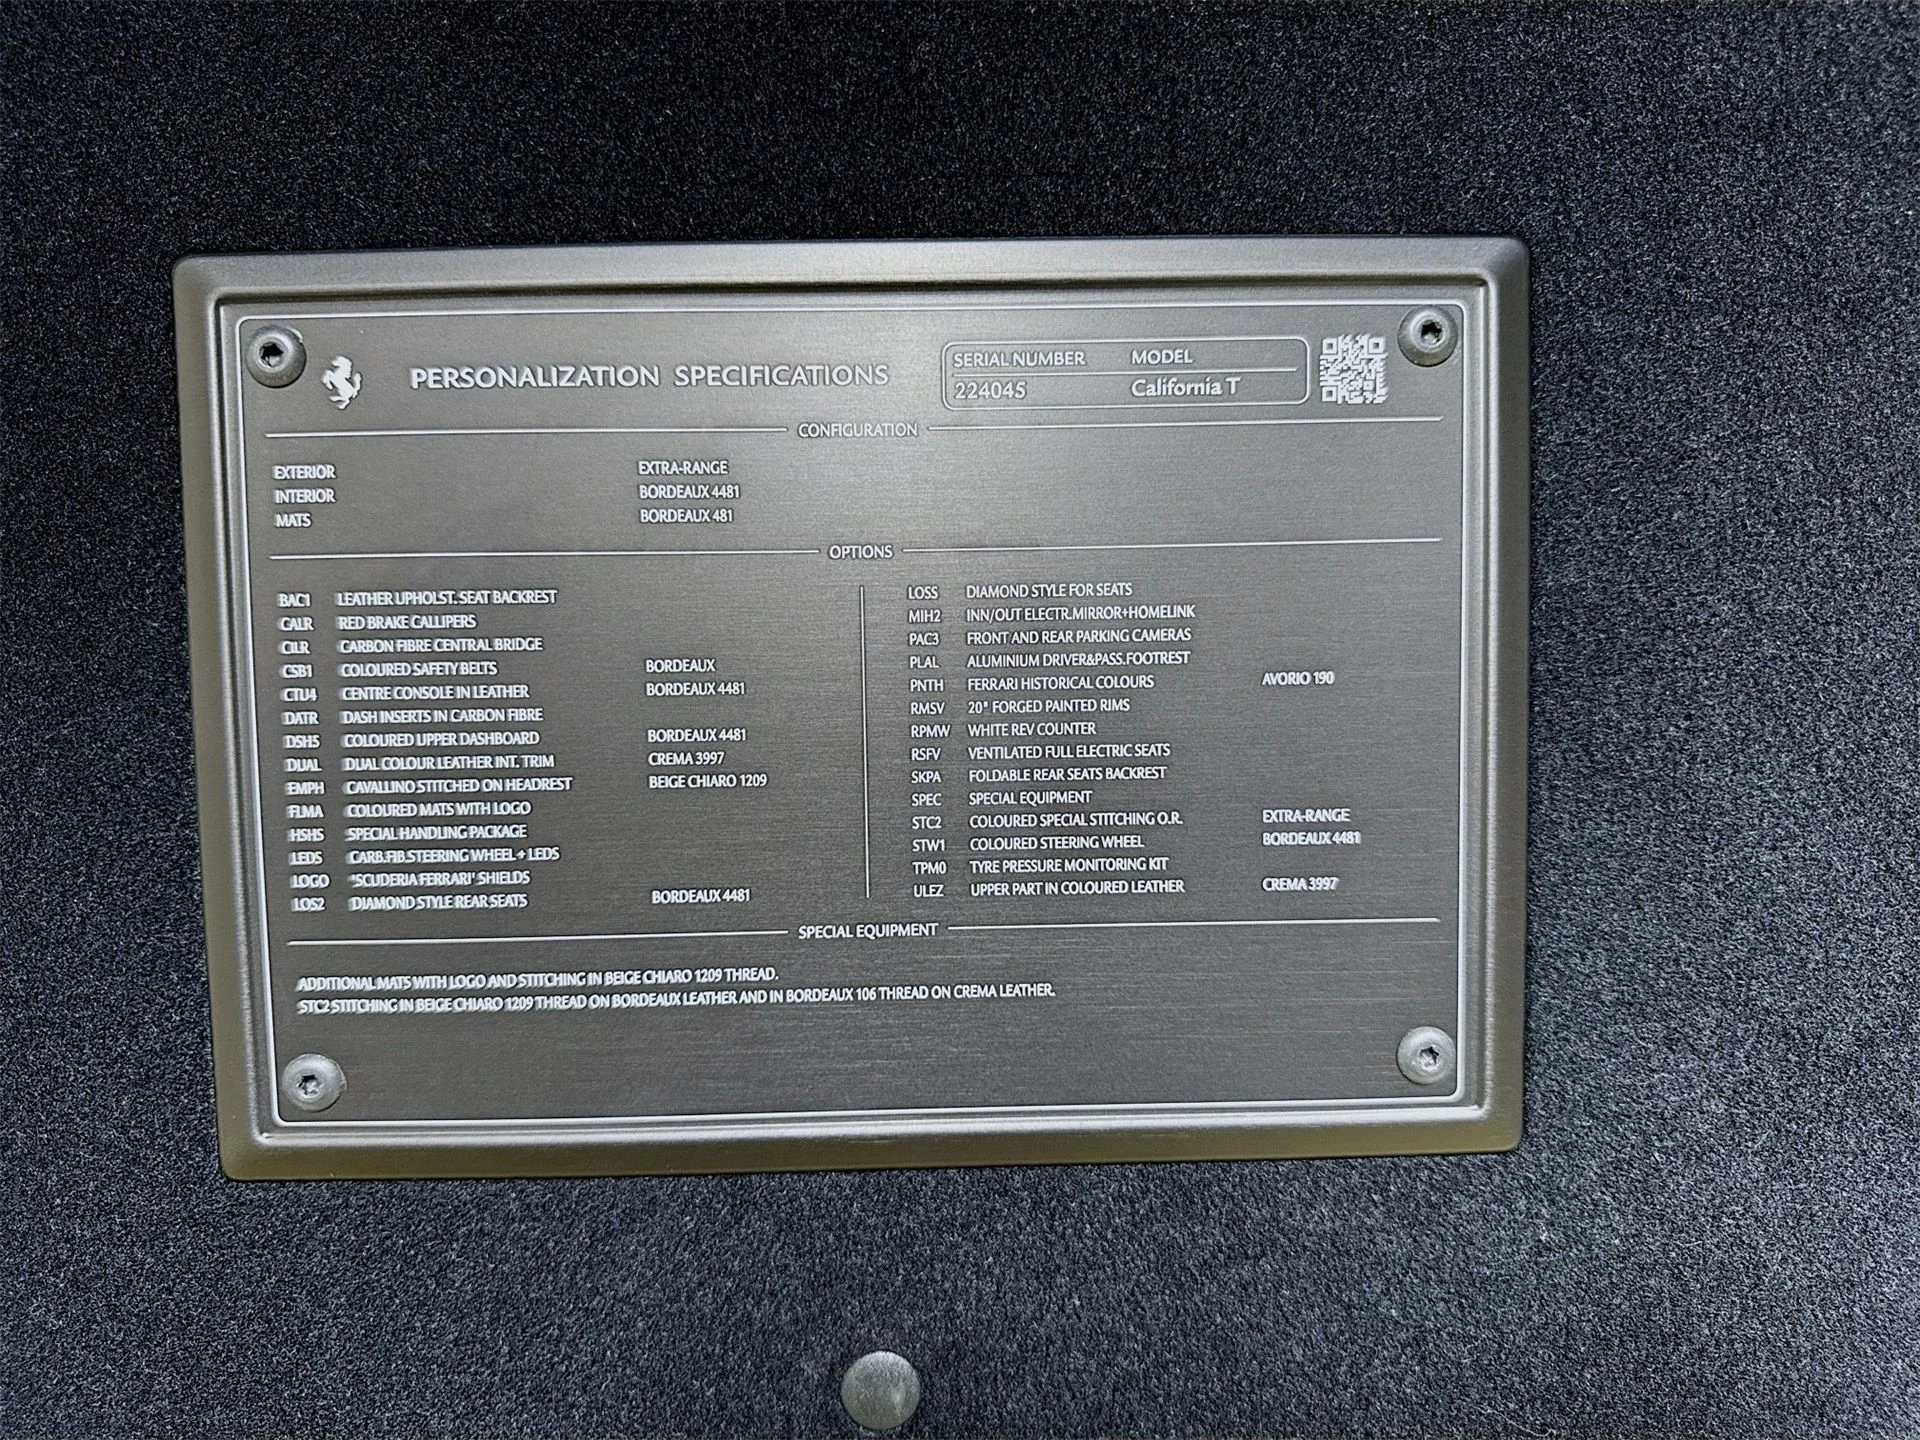 PERSONALIZATION SPECIFICATIONS
SERIAL NUMBER MODEL
224045 California T
CONFIGURATION
EXTERIOR EXTRA-RANGE
INTERIOR BORDEAUX 4481
MATS BORDEAUX 481
OPTIONS
BAC1 LEATHER UPHOLST. SEAT BACKREST
CALR RED BRAKE CALLIPERS
CILR CARBON FIBRE CENTRAL BRIDGE
CSB1 COLOURED SAFETY BELTS BORDEAUX
CTU4 CENTRE CONSOLE IN LEATHER BORDEAUX 4481
DATR DASH INSERTS IN CARBON FIBRE
DSH5 COLOURED UPPER DASHBOARD BORDEAUX 4481
DUAL DUAL COLOUR LEATHER INT. TRIM CREMA 3997
EMPH CAVALLINO STITCHED ON HEADREST BEIGE CHIARO 1209
FLMA COLOURED MATS WITH LOGO
HSHS SPECIAL HANDLING PACKAGE
LEDS CARB.FIB.STEERING WHEEL + LEDS
LOGO "SCUDERIA FERRARI" SHIELDS
LOS2 DIAMOND STYLE REAR SEATS BORDEAUX 4481
LOSS DIAMOND STYLE FOR SEATS
MIH2 INN/OUT ELECTR.MIRROR+HOMELINK
PAC3 FRONT AND REAR PARKING CAMERAS
PLAL ALUMINIUM DRIVER&PASS.FOOTREST
PNTH FERRARI HISTORICAL COLOURS AVORIO 190
RMSV 20" FORGED PAINTED RIMS
RPMW WHITE REV COUNTER
RSFV VENTILATED FULL ELECTRIC SEATS
SKPA FOLDABLE REAR SEATS BACKREST
SPEC SPECIAL EQUIPMENT
STC2 COLOURED SPECIAL STITCHING O.R. EXTRA-RANGE
STW1 COLOURED STEERING WHEEL BORDEAUX 4481
TPM0 TYRE PRESSURE MONITORING KIT
ULEZ UPPER PART IN COLOURED LEATHER CREMA 3997
SPECIAL EQUIPMENT
ADDITIONAL MATS WITH LOGO AND STITCHING IN BEIGE CHIARO 1209 THREAD.
STC2 STITCHING IN BEIGE CHIARO 1209 THREAD ON BORDEAUX LEATHER AND IN BORDEAUX 106 THREAD ON CREMA LEATHER.